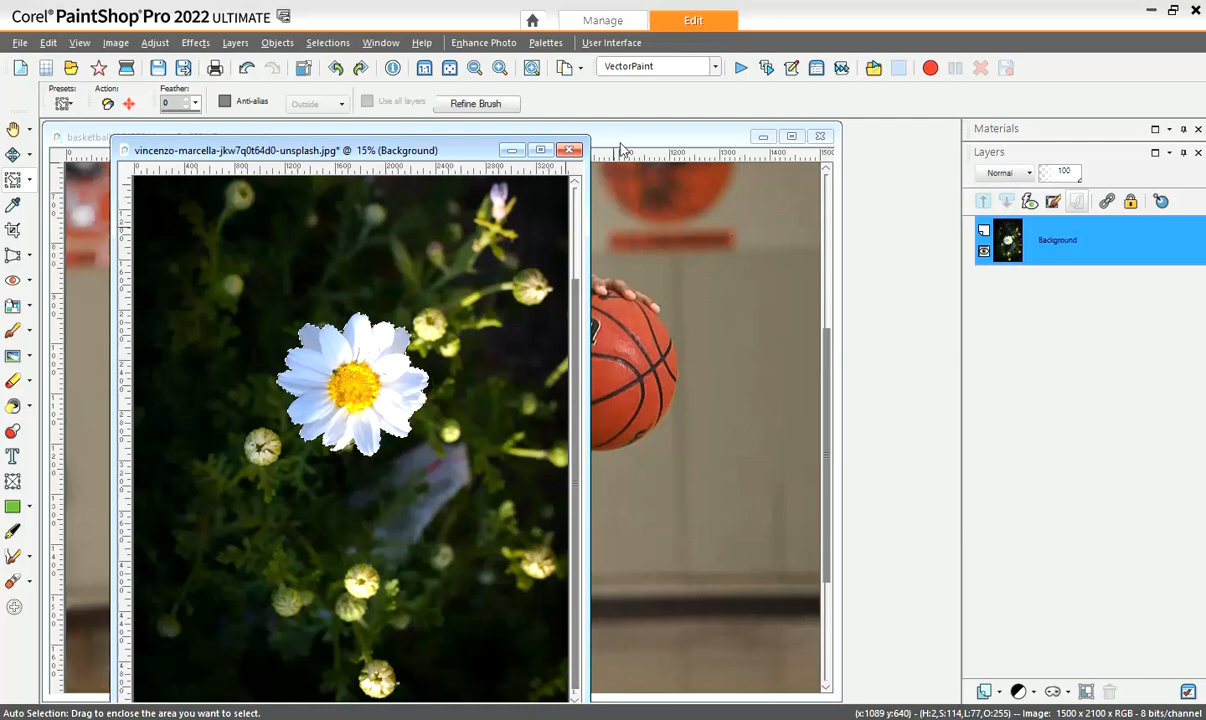 Corel® PaintShop® Pro 2022 ULTIMATE
Manage
Edit
File Edit View Image Adjust Effects Layers Objects Selections Window Help Enhance Photo Palettes User Interface
VectorPaint
Presets: Action: Feather:
0 Anti-alias Outside Use all layers Refine Brush
basketball
vincenzo-marcella-jkw7q0t64d0-unsplash.jpg* @ 15% (Background)
Materials
Layers
Normal 100
Background
Auto Selection: Drag to enclose the area you want to select.
(x:1089 y:640) -- (H:2,S:114,L:77,O:255) -- Image: 1500 x 2100 x RGB - 8 bits/channel